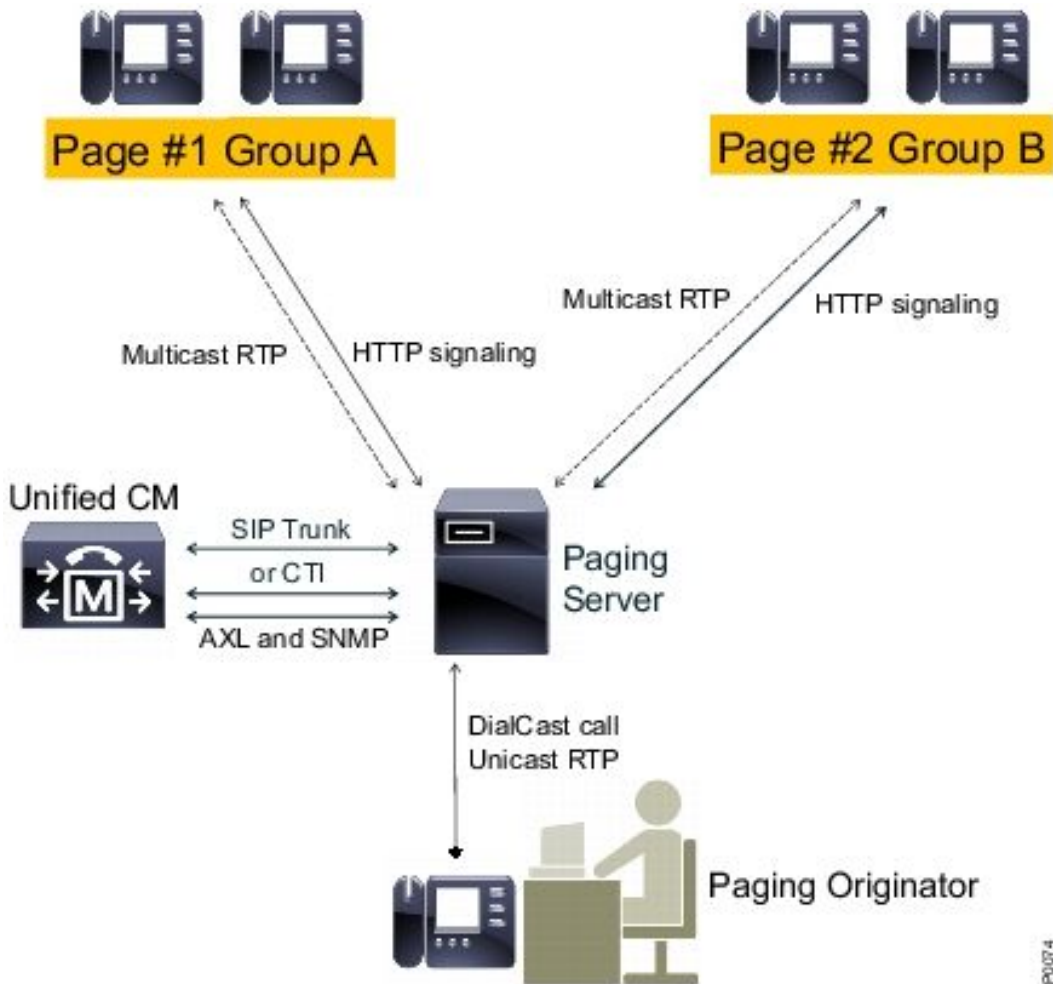 Page #1 Group A
Page #2 Group B
Multicast RTP
HTTP signaling
Multicast RTP
HTTP signaling
Unified CM
M
SIP Trunk
or CTI
AXL and SNMP
Paging
Server
DialCast call
Unicast RTP
Paging Originator
P0074